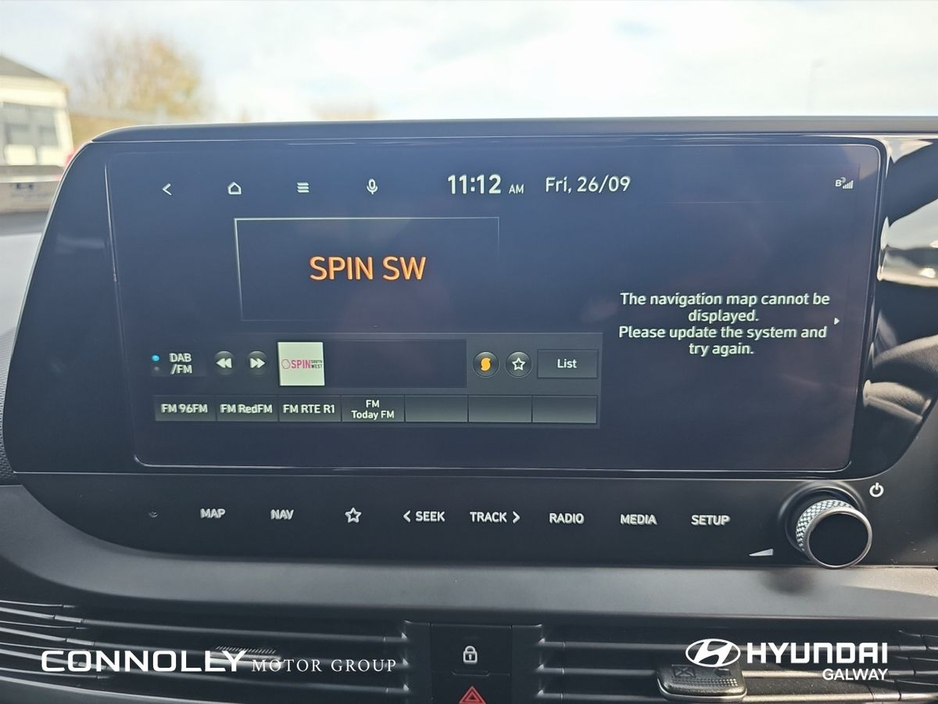 11:12 AM Fri, 26/09
SPIN SW
The navigation map cannot be
displayed.
Please update the system and
try again.
DAB
/FM
SPIN SOUTH
WEST
List
FM 96FM FM RedFM FM RTE R1 FM
Today FM
MAP NAV SEEK TRACK RADIO MEDIA SETUP
CONNOLLY MOTOR GROUP
HYUNDAI
GALWAY